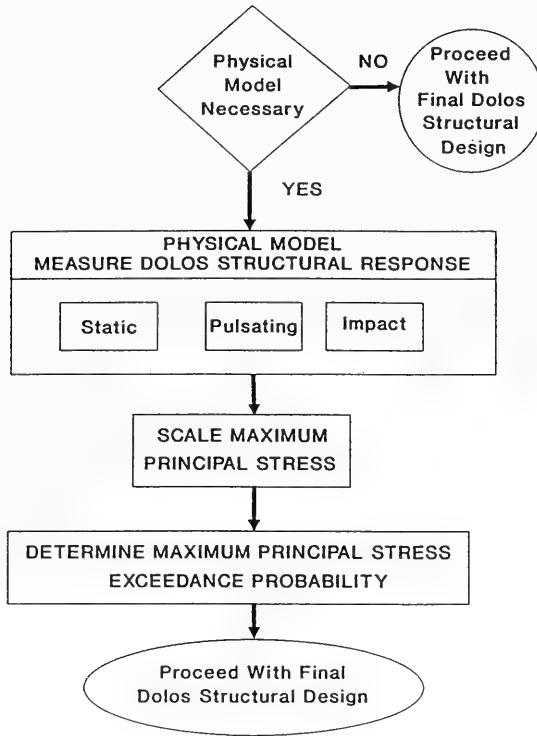 Physical
Model
Necessary
NO
Proceed
With
Final Dolos
Structural
Design
YES
PHYSICAL MODEL
MEASURE DOLOS STRUCTURAL RESPONSE
Static
Pulsating
Impact
SCALE MAXIMUM
PRINCIPAL STRESS
DETERMINE MAXIMUM PRINCIPAL STRESS
EXCEEDANCE PROBABILITY
Proceed With Final
Dolos Structural Design